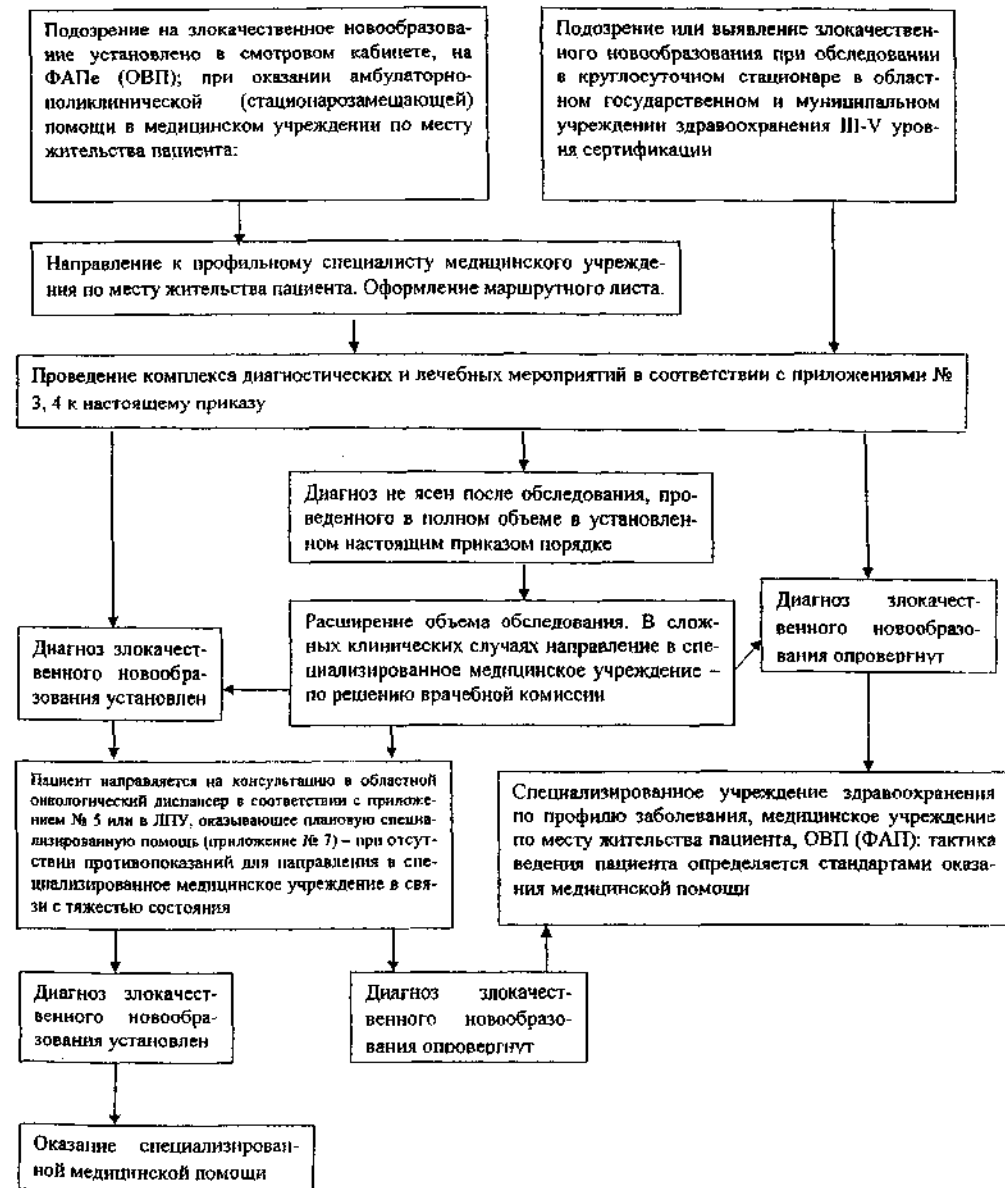 Подозрение на злокачественное новообразо-
вание установлено в смотровом кабинете, на
ФАПе (ОВП); при оказании амбулаторно-
поликлинической (стационарозамещающей)
помощи в медицинском учреждении по месту
жительства пациента:
Подозрение или выявление злокачествен-
ного новообразования при обследовании
в круглосуточном стационаре в област-
ном государственном и муниципальном
учреждении здравоохранения III-V уров-
ня сертификации
Направление к профильному специалисту медицинского учрежде-
ния по месту жительства пациента. Оформление маршрутного листа.
Проведение комплекса диагностических и лечебных мероприятий в соответствии с приложениями №
3, 4 к настоящему приказу
Диагноз не ясен после обследования, про-
веденного в полном объеме в установлен-
ном настоящим приказом порядке
Расширение объема обследования. В слож-
ных клинических случаях направление в спе-
циализированное медицинское учреждение –
по решению врачебной комиссии
Диагноз злокачест-
венного новообразо-
вания опровергнут
Диагноз злокачест-
венного новообра-
зования установлен
Пациент направляется на консультацию в областной
онкологический диспансер в соответствии с приложе-
нием № 5 или в ЛПУ, оказывающее плановую специа-
лизированную помощь (приложение № 7) – при отсут-
ствии противопоказаний для направления в спе-
циализированное медицинское учреждение в свя-
зи с тяжестью состояния
Специализированное учреждение здравоохранения
по профилю заболевания, медицинское учреждение
по месту жительства пациента, ОВП (ФАП): тактика
ведения пациента определяется стандартами оказа-
ния медицинской помощи
Диагноз злокачест-
венного новообра-
зования установлен
Диагноз злокачест-
венного новообразо-
вания опровергнут
Оказание специализирован-
ной медицинской помощи